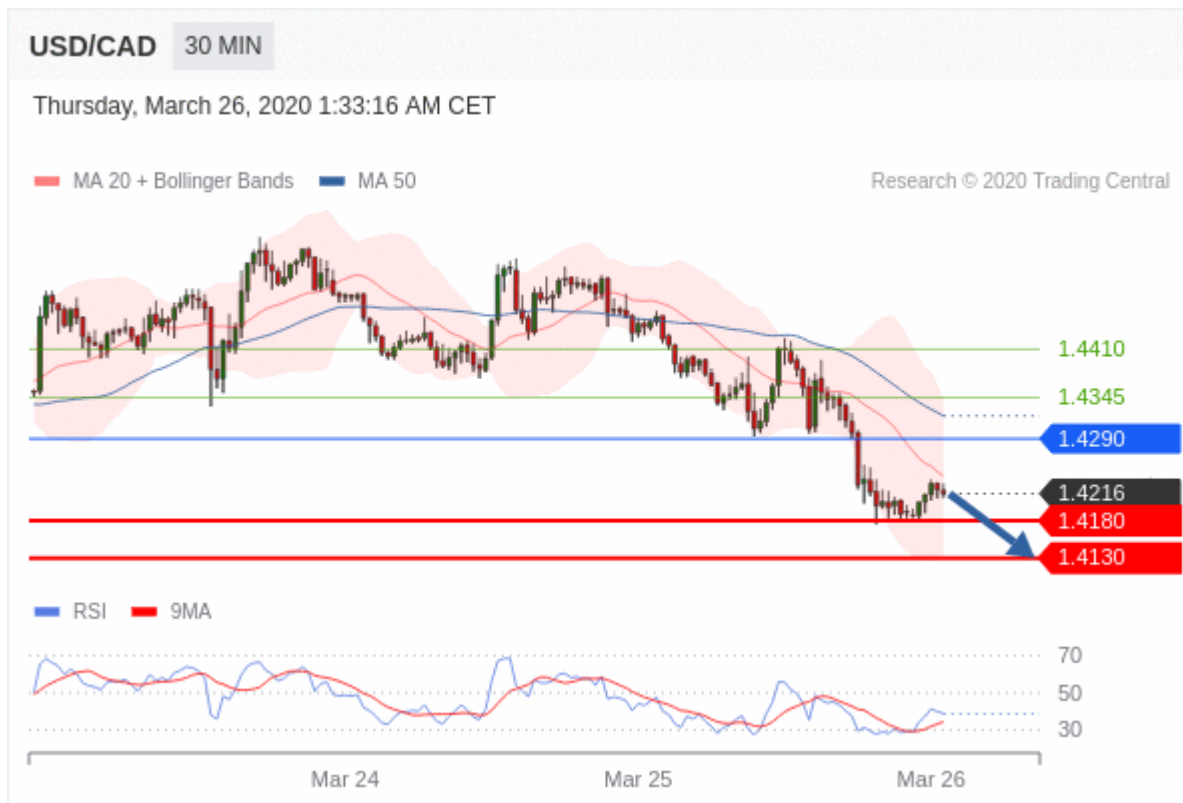 USD/CAD 30 MIN
Thursday, March 26, 2020 1:33:16 AM CET
MA 20 + Bollinger Bands MA 50 Research © 2020 Trading Central
1.4410
1.4345
1.4290
1.4216
1.4180
1.4130
RSI 9MA
70
50
30
Mar 24 Mar 25 Mar 26